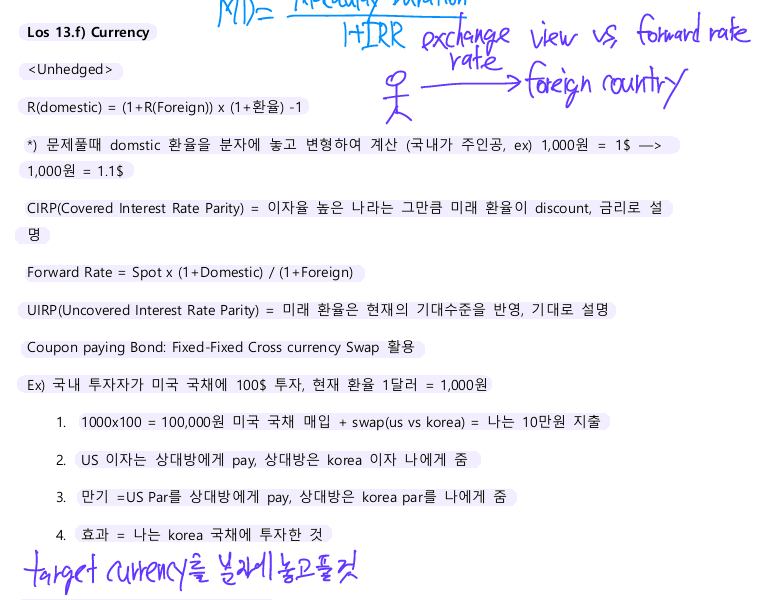 1+IRR
Los 13.f) Currency
exchange rate view vs, forward rate
<Unhedged>
foreign country
R(domestic) = (1+R(Foreign)) x (1+환율) -1
*) 문제풀때 domstic 환율을 분자에 놓고 변형하여 계산 (국내가 주인공, ex) 1,000원 = 1$ —>
1,000원 = 1.1$
CIRP(Covered Interest Rate Parity) = 이자율 높은 나라는 그만큼 미래 환율이 discount, 금리로 설
명
Forward Rate = Spot x (1+Domestic) / (1+Foreign)
UIRP(Uncovered Interest Rate Parity) = 미래 환율은 현재의 기대수준을 반영, 기대로 설명
Coupon paying Bond: Fixed-Fixed Cross currency Swap 활용
Ex) 국내 투자자가 미국 국채에 100$ 투자, 현재 환율 1달러 = 1,000원
1. 1000x100 = 100,000원 미국 국채 매입 + swap(us vs korea) = 나는 10만원 지출
2. US 이자는 상대방에게 pay, 상대방은 korea 이자 나에게 줌
3. 만기 =US Par를 상대방에게 pay, 상대방은 korea par를 나에게 줌
4. 효과 = 나는 korea 국채에 투자한 것
target currency를 분자에 놓고 풀것